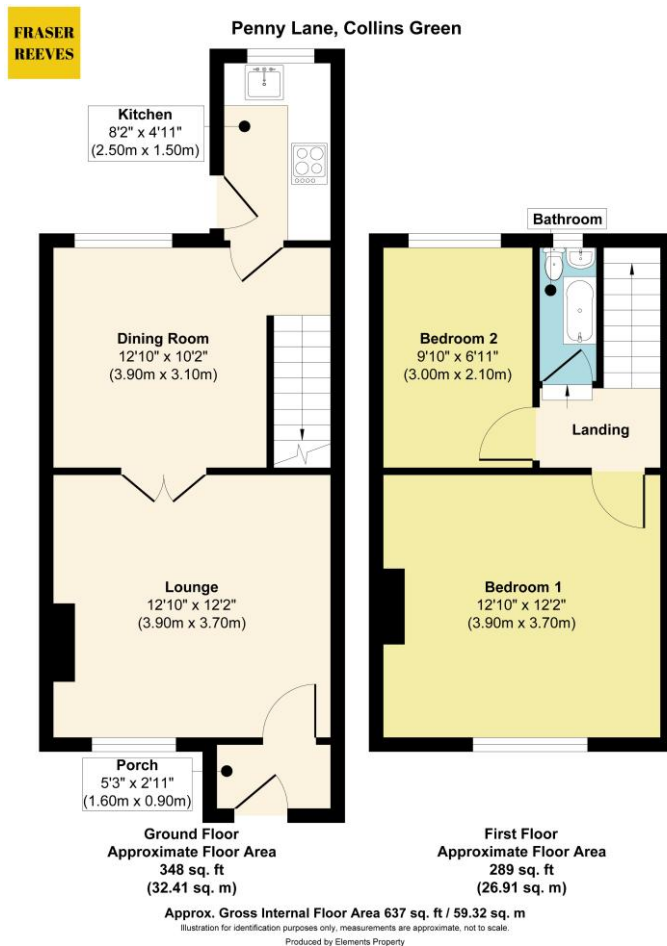 FRASER
REEVES
Penny Lane, Collins Green
Kitchen
8'2" x 4'11"
(2.50m x 1.50m)
Dining Room
12'10" x 10'2"
(3.90m x 3.10m)
Lounge
12'10" x 12'2"
(3.90m x 3.70m)
Porch
5'3" x 2'11"
(1.60m x 0.90m)
Ground Floor
Approximate Floor Area
348 sq. ft
(32.41 sq. m)
Bathroom
Bedroom 2
9'10" x 6'11"
(3.00m x 2.10m)
Landing
Bedroom 1
12'10" x 12'2"
(3.90m x 3.70m)
First Floor
Approximate Floor Area
289 sq. ft
(26.91 sq. m)
Approx. Gross Internal Floor Area 637 sq. ft / 59.32 sq. m
Illustration for identification purposes only, measurements are approximate, not to scale.
Produced by Elements Property